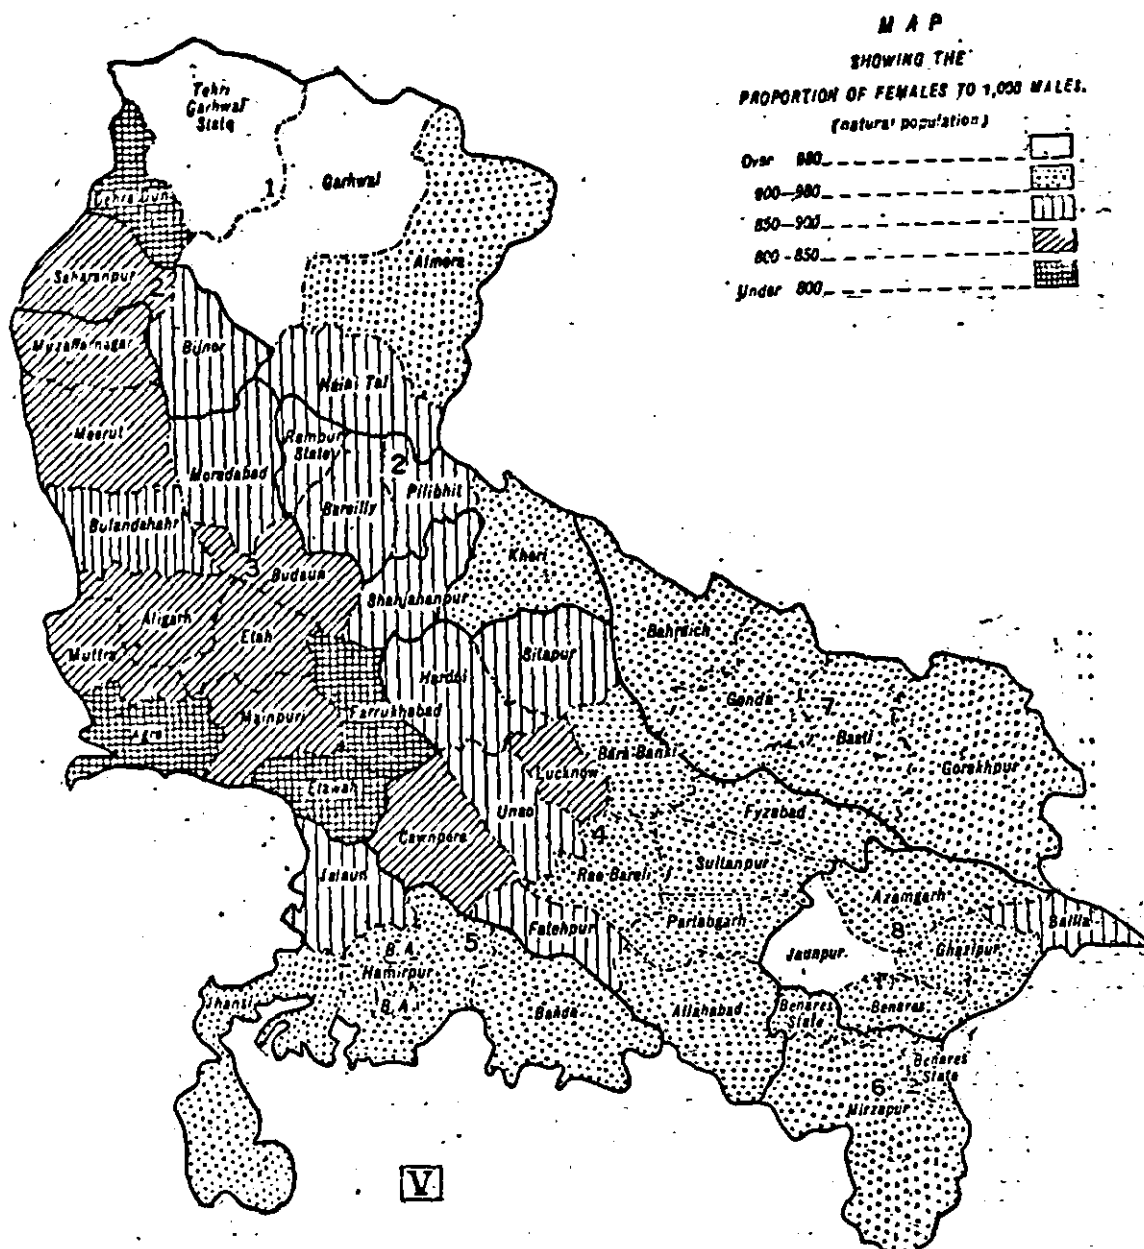 MAP
SHOWING THE
PROPORTION OF FEMALES TO 1,000 MALES.
(natural population)
Over 980
900—980
850—900
800-850
Under 800
Tehri
Garhwal
State
1
Garhwal
Dehra Dun
Almora
Saharanpur
2
Muzaffarnagar
Bijnor
Naini Tal
Meerut
Rampur
State
Moradabad
2
Pilibhit
Bareilly
Bulandshahr
Kheri
3
Budaun
Shahjahanpur
Aligarh
Etah
Bahraich
Muttra
Sitapur
Hardoi
Gonda
7
Farrukhabad
Mainpuri
Agra
Basti
Bara-Banki
Lucknow
Gorakhpur
Etawah
Unao
Fyzabad
4
Cawnpore
Sultanpur
Rae-Bareli
Jalaun
Azamgarh
Partabgarh
Fatehpur
Ballia
8
5
B.A.
Ghazipur
Jaunpur
Hamirpur
Jhansi
B.A.
Banda
Allahabad
Benares
State
Benares
Benares
State
6
Mirzapur
V